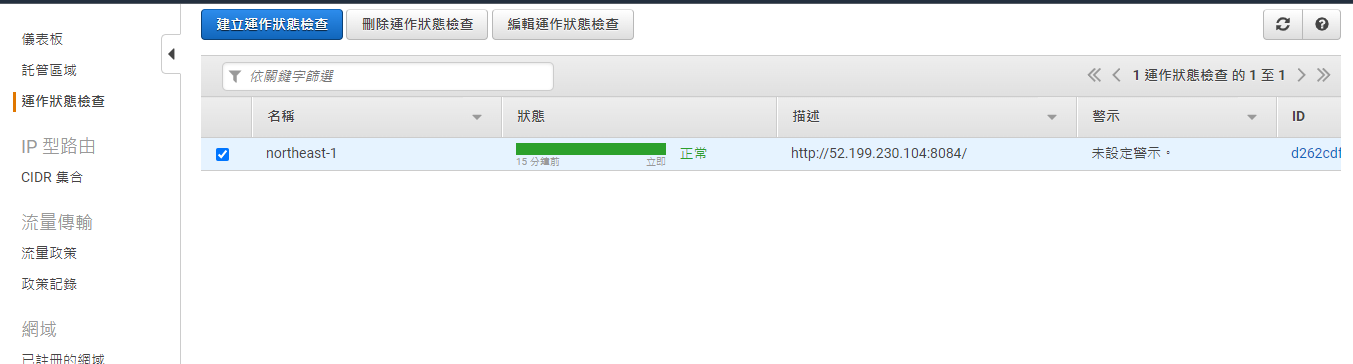 建立運作狀態檢查 刪除運作狀態檢查 編輯運作狀態檢查
儀表板
託管區域
運作狀態檢查
IP 型路由
CIDR 集合
流量傳輸
流量政策
政策記錄
網域
已註冊的網域
依關鍵字篩選
1 運作狀態檢查 的 1 至 1
名稱 狀態 描述 警示 ID
northeast-1 正常 http://52.199.230.104:8084/ 未設定警示。 d262cdf
15 分鐘前 立即